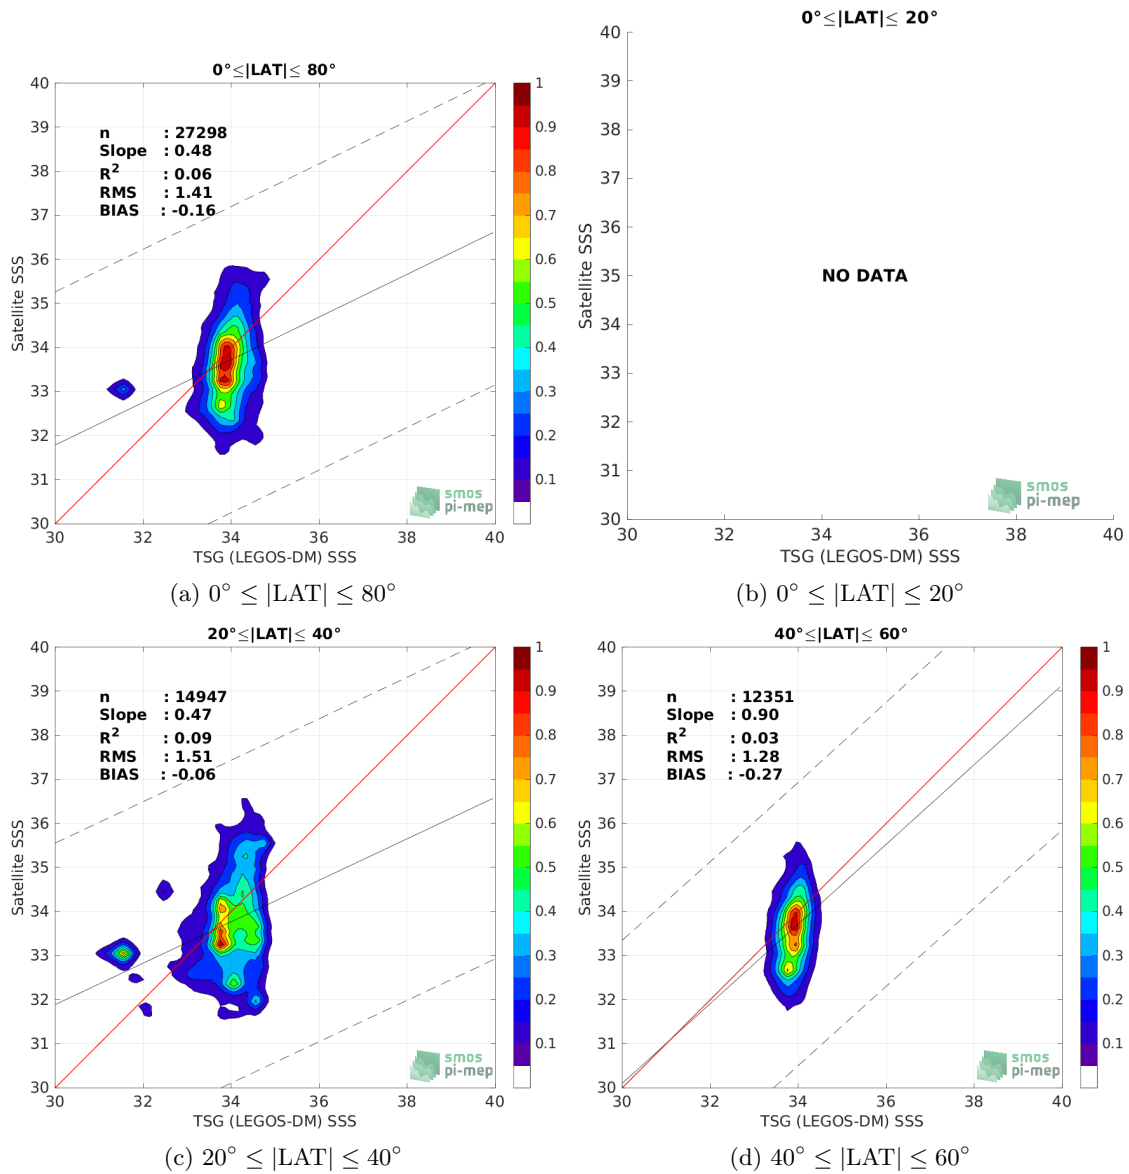 0°≤|LAT|≤ 80°
n : 27298
Slope : 0.48
R² : 0.06
RMS : 1.41
BIAS : -0.16
Satellite SSS
40
39
38
37
36
35
34
33
32
31
30
30 32 34 36 38 40
TSG (LEGOS-DM) SSS
1
0.9
0.8
0.7
0.6
0.5
0.4
0.3
0.2
0.1
smos
pi-mep
(a) 0° ≤ |LAT| ≤ 80°
0°≤|LAT|≤ 20°
NO DATA
Satellite SSS
40
39
38
37
36
35
34
33
32
31
30
30 32 34 36 38 40
TSG (LEGOS-DM) SSS
smos
pi-mep
(b) 0° ≤ |LAT| ≤ 20°
20°≤|LAT|≤ 40°
n : 14947
Slope : 0.47
R² : 0.09
RMS : 1.51
BIAS : -0.06
Satellite SSS
40
39
38
37
36
35
34
33
32
31
30
30 32 34 36 38 40
TSG (LEGOS-DM) SSS
1
0.9
0.8
0.7
0.6
0.5
0.4
0.3
0.2
0.1
smos
pi-mep
(c) 20° ≤ |LAT| ≤ 40°
40°≤|LAT|≤ 60°
n : 12351
Slope : 0.90
R² : 0.03
RMS : 1.28
BIAS : -0.27
Satellite SSS
40
39
38
37
36
35
34
33
32
31
30
30 32 34 36 38 40
TSG (LEGOS-DM) SSS
1
0.9
0.8
0.7
0.6
0.5
0.4
0.3
0.2
0.1
smos
pi-mep
(d) 40° ≤ |LAT| ≤ 60°